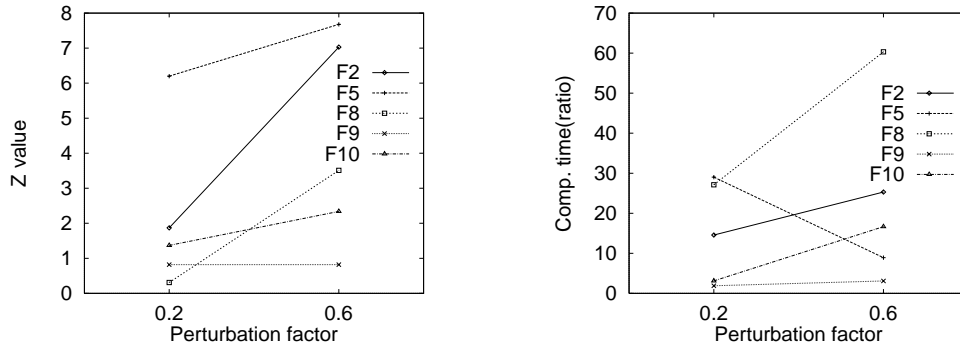 8
7
6
5
4
3
2
1
0
Z value
0.2
0.6
Perturbation factor
F2
F5
F8
F9
F10
70
60
50
40
30
20
10
0
Comp. time(ratio)
0.2
0.6
Perturbation factor
F2
F5
F8
F9
F10